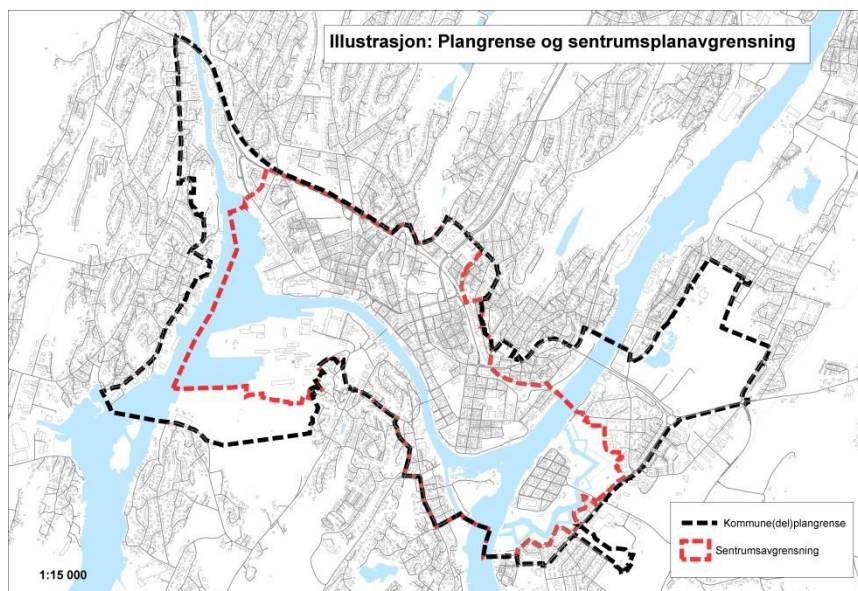 Illustrasjon: Plangrense og sentrumsplanavgrensning
Kommune(del)plangrense
Sentrumsavgrensning
1:15 000